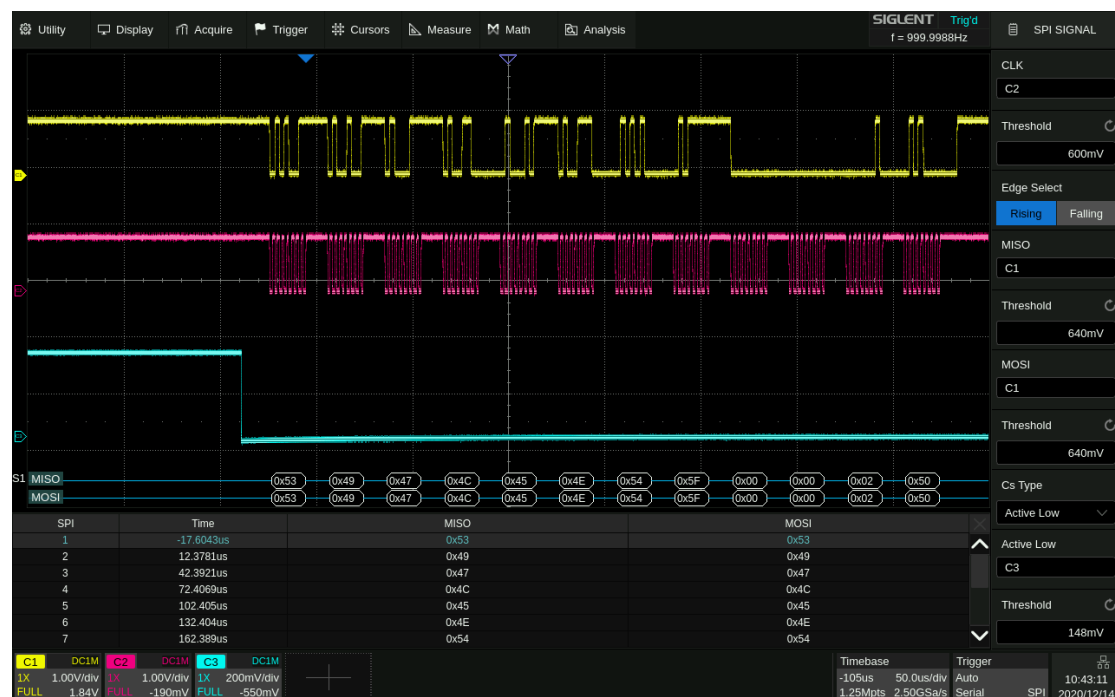 Utility Display Acquire Trigger Cursors Measure Math Analysis SIGLENT Trig'd
f = 999.9988Hz
SPI SIGNAL
CLK
C2
Threshold
600mV
Edge Select
Rising Falling
MISO
C1
Threshold
640mV
MOSI
C1
Threshold
640mV
Cs Type
Active Low
Active Low
C3
Threshold
148mV
C1
C3
S1 MISO 0x53 0x49 0x47 0x4C 0x45 0x4E 0x54 0x5F 0x00 0x00 0x02 0x50
MOSI 0x53 0x49 0x47 0x4C 0x45 0x4E 0x54 0x5F 0x00 0x00 0x02 0x50
SPI Time MISO MOSI
1 -17.6043us 0x53 0x53
2 12.3781us 0x49 0x49
3 42.3921us 0x47 0x47
4 72.4069us 0x4C 0x4C
5 102.405us 0x45 0x45
6 132.404us 0x4E 0x4E
7 162.389us 0x54 0x54
C1 DC1M C2 DC1M C3 DC1M Timebase Trigger
1X 1.00V/div 1X 1.00V/div 1X 200mV/div -105us 50.0us/div Auto 10:43:11
FULL 1.84V FULL -190mV FULL -550mV 1.25Mpts 2.50GSa/s Serial SPI 2020/12/14